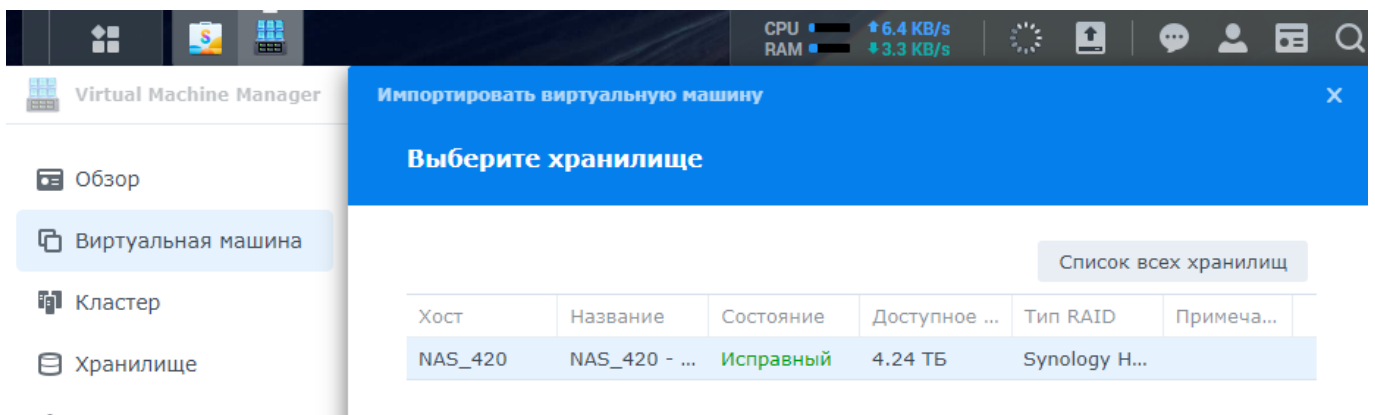 CPU 6.4 KB/s
RAM 3.3 KB/s
Virtual Machine Manager
Импортировать виртуальную машину
Выберите хранилище
Обзор
Виртуальная машина
Кластер
Хранилище
Список всех хранилищ
Хост Название Состояние Доступное ... Тип RAID Примеча...
NAS_420 NAS_420 - ... Исправный 4.24 ТБ Synology H...